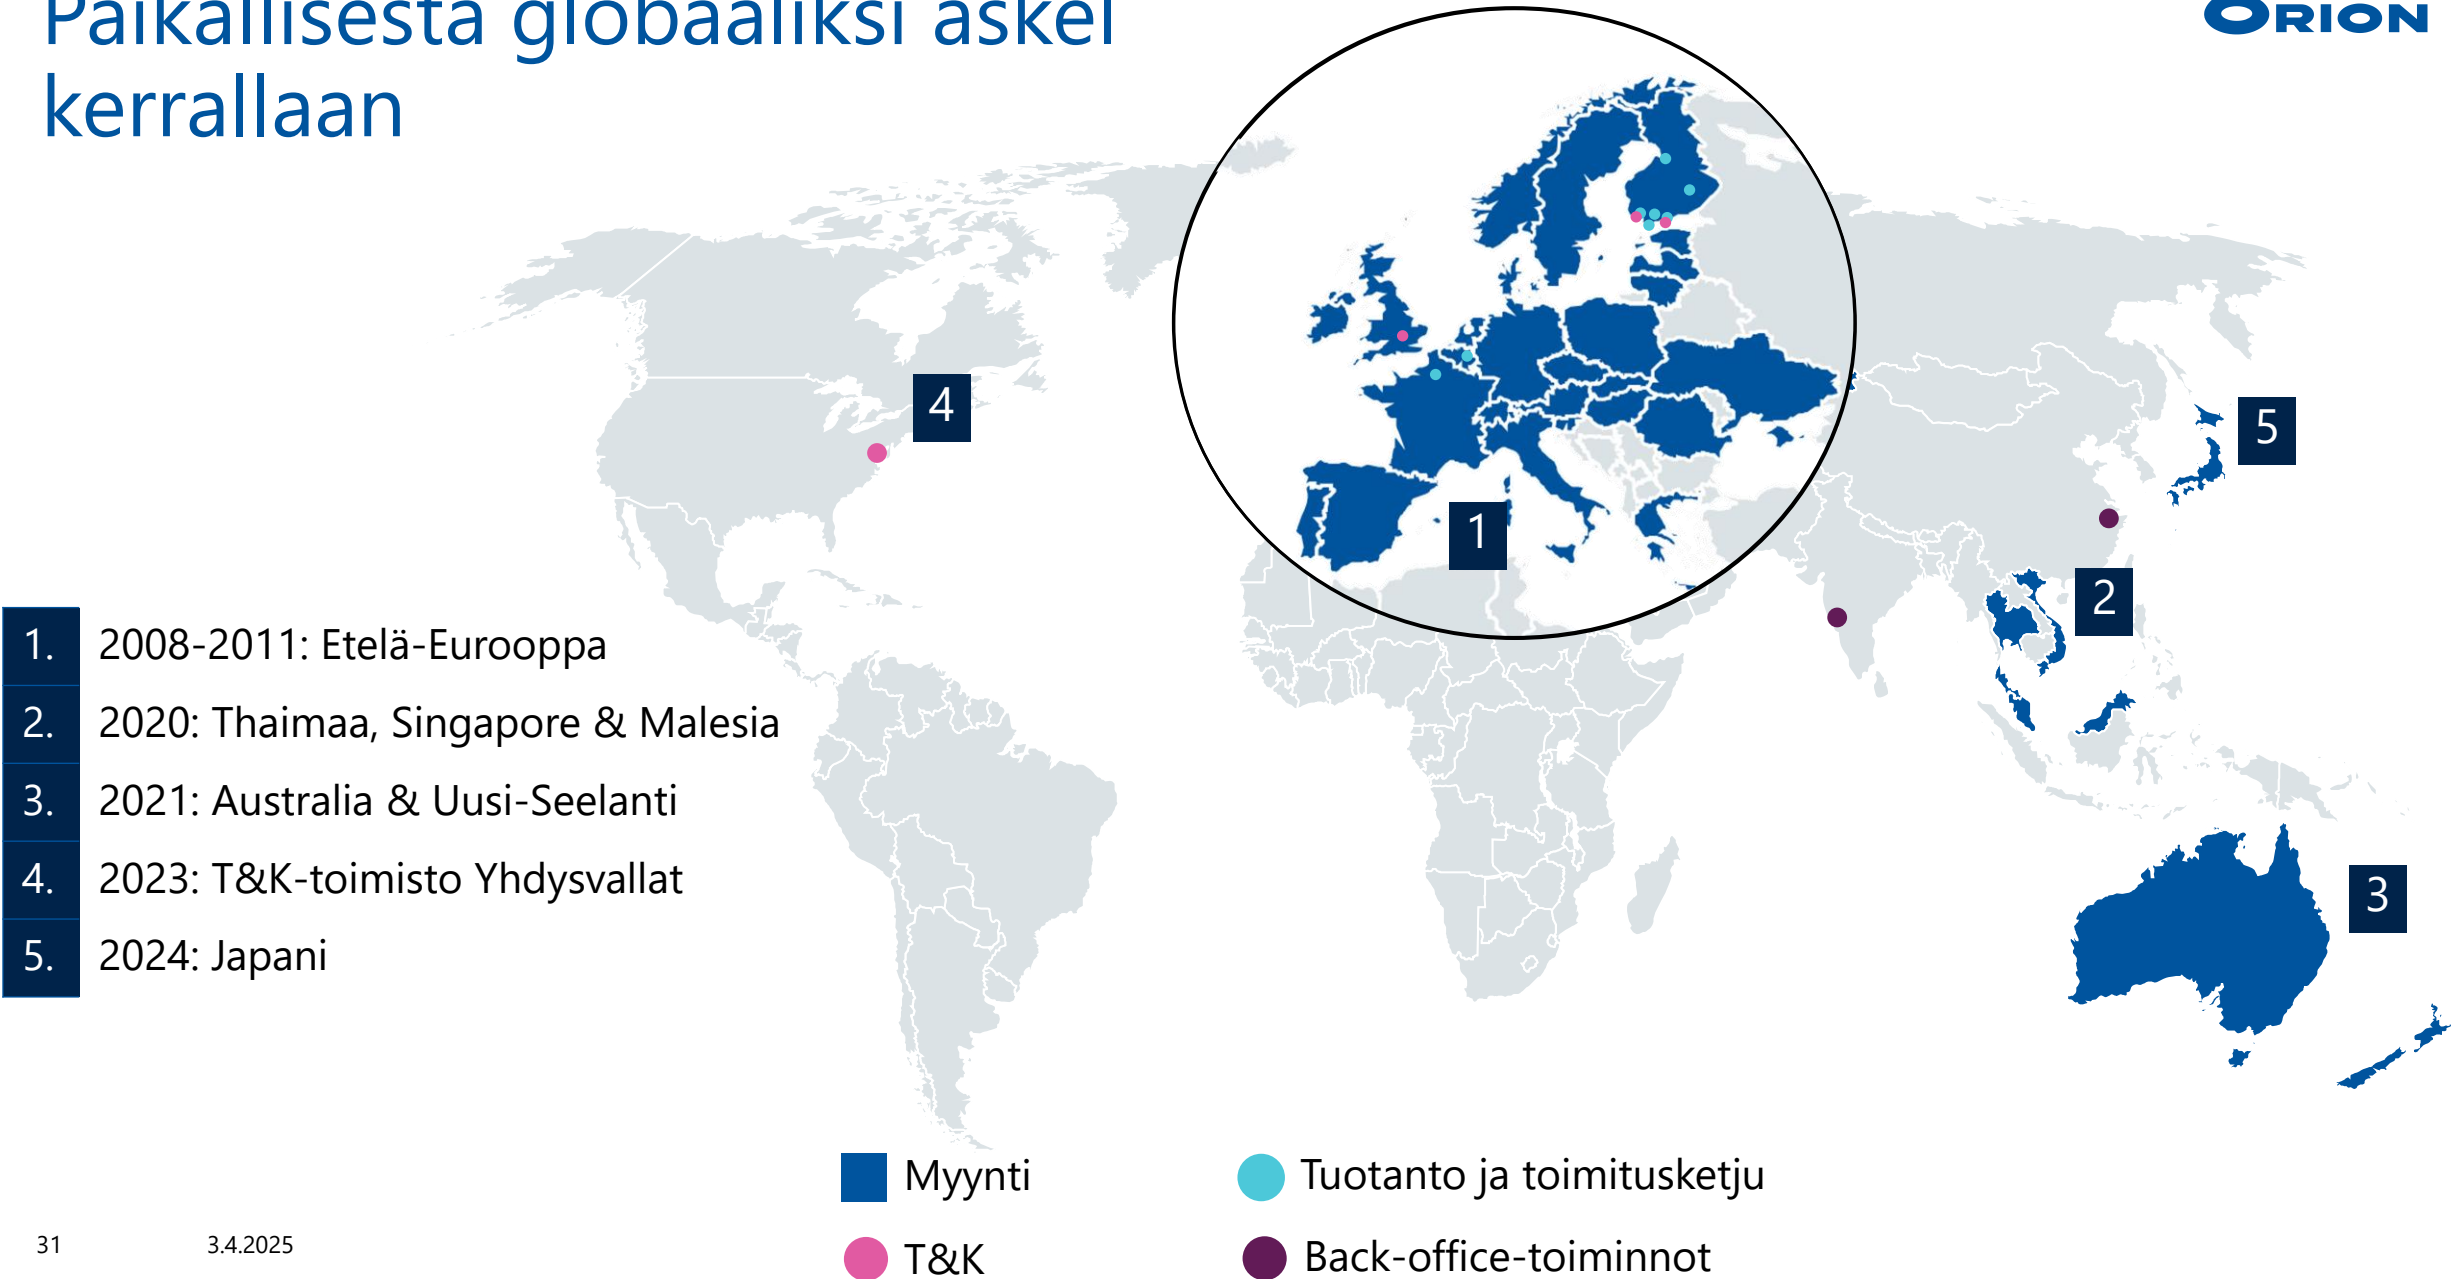 Paikallisesta globaaliksi askel
kerrallaan
ORION
4
5
1
2
3
1. 2008-2011: Etelä-Eurooppa
2. 2020: Thaimaa, Singapore & Malesia
3. 2021: Australia & Uusi-Seelanti
4. 2023: T&K-toimisto Yhdysvallat
5. 2024: Japani
Myynti
Tuotanto ja toimitusketju
T&K
Back-office-toiminnot
31
3.4.2025